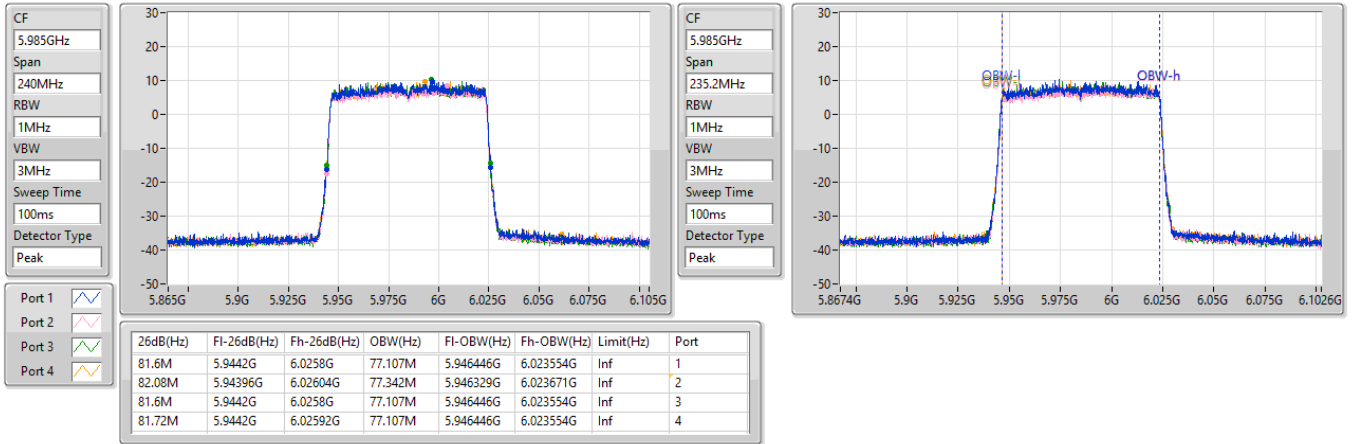 CF
5.985GHz
Span
240MHz
RBW
1MHz
VBW
3MHz
Sweep Time
100ms
Detector Type
Peak
30
20
10
0
-10
-20
-30
-40
-50
5.865G 5.9G 5.925G 5.95G 5.975G 6G 6.025G 6.05G 6.075G 6.105G
CF
5.985GHz
Span
235.2MHz
RBW
1MHz
VBW
3MHz
Sweep Time
100ms
Detector Type
Peak
30
20
10
0
-10
-20
-30
-40
-50
OBW-l OBW-h
5.8674G 5.9G 5.925G 5.95G 5.975G 6G 6.025G 6.05G 6.075G 6.1026G
Port 1
Port 2
Port 3
Port 4
26dB(Hz) Fl-26dB(Hz) Fh-26dB(Hz) OBW(Hz) Fl-OBW(Hz) Fh-OBW(Hz) Limit(Hz) Port
81.6M 5.9442G 6.0258G 77.107M 5.946446G 6.023554G Inf 1
82.08M 5.94396G 6.02604G 77.342M 5.946329G 6.023671G Inf 2
81.6M 5.9442G 6.0258G 77.107M 5.946446G 6.023554G Inf 3
81.72M 5.9442G 6.02592G 77.107M 5.946446G 6.023554G Inf 4